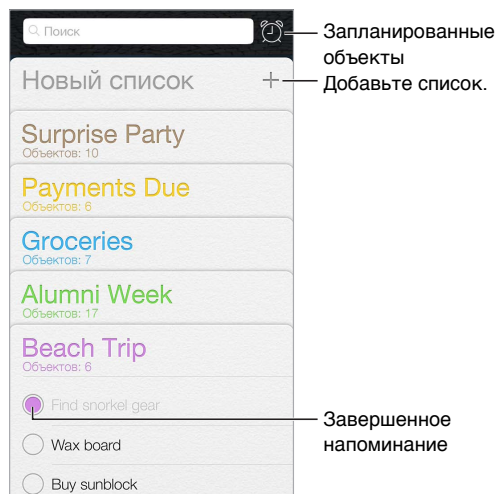 Поиск
Запланированные
объекты
Новый список
Добавьте список.
Surprise Party
Объектов: 10
Payments Due
Объектов: 6
Groceries
Объектов: 7
Alumni Week
Объектов: 17
Beach Trip
Объектов: 6
Find snorkel gear
Завершенное
напоминание
Wax board
Buy sunblock